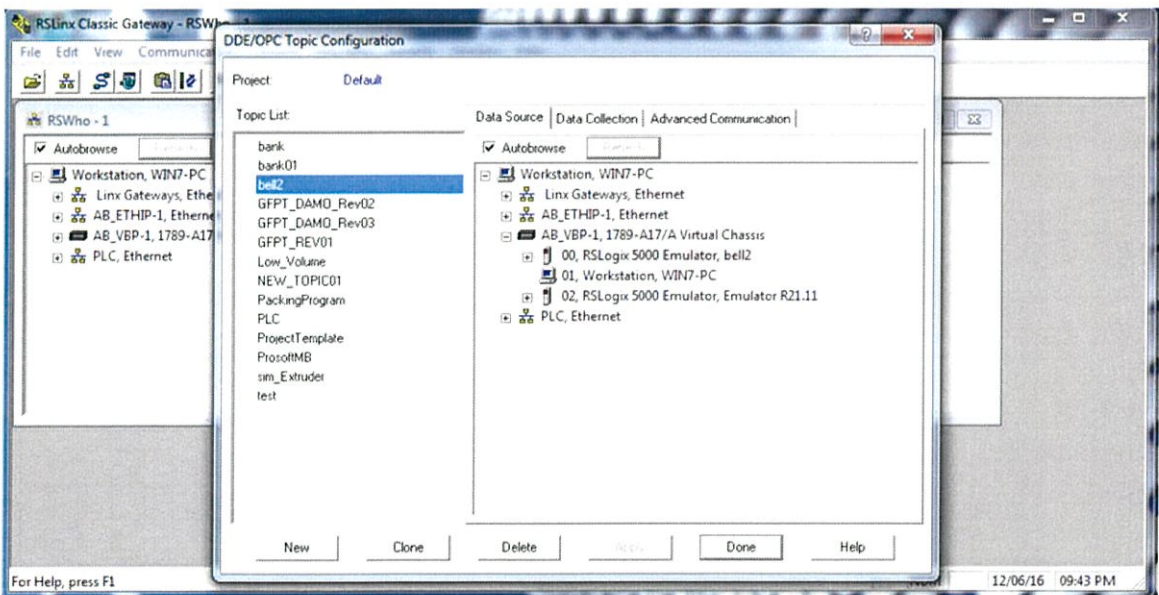 RSLinx Classic Gateway - RSWho - 1
File Edit View Communica
DDE/OPC Topic Configuration
Project: Default
Topic List:
bank
bank01
bell2
GFPT_DAMO_Rev02
GFPT_DAMO_Rev03
GFPT_REV01
Low_Volume
NEW_TOPIC01
PackingProgram
PLC
ProjectTemplate
ProsoftMB
sim_Extruder
test
Data Source Data Collection Advanced Communication
Autobrowse Refresh
Workstation, WIN7-PC
Linx Gateways, Ethernet
AB_ETHIP-1, Ethernet
AB_VBP-1, 1789-A17/A Virtual Chassis
00, RSLogix 5000 Emulator, bell2
01, Workstation, WIN7-PC
02, RSLogix 5000 Emulator, Emulator R21.11
PLC, Ethernet
New Clone Delete Apply Done Help
RSWho - 1
Autobrowse
Workstation, WIN7-PC
Linx Gateways, Ethe
AB_ETHIP-1, Etherne
AB_VBP-1, 1789-A17
PLC, Ethernet
For Help, press F1
12/06/16 09:43 PM